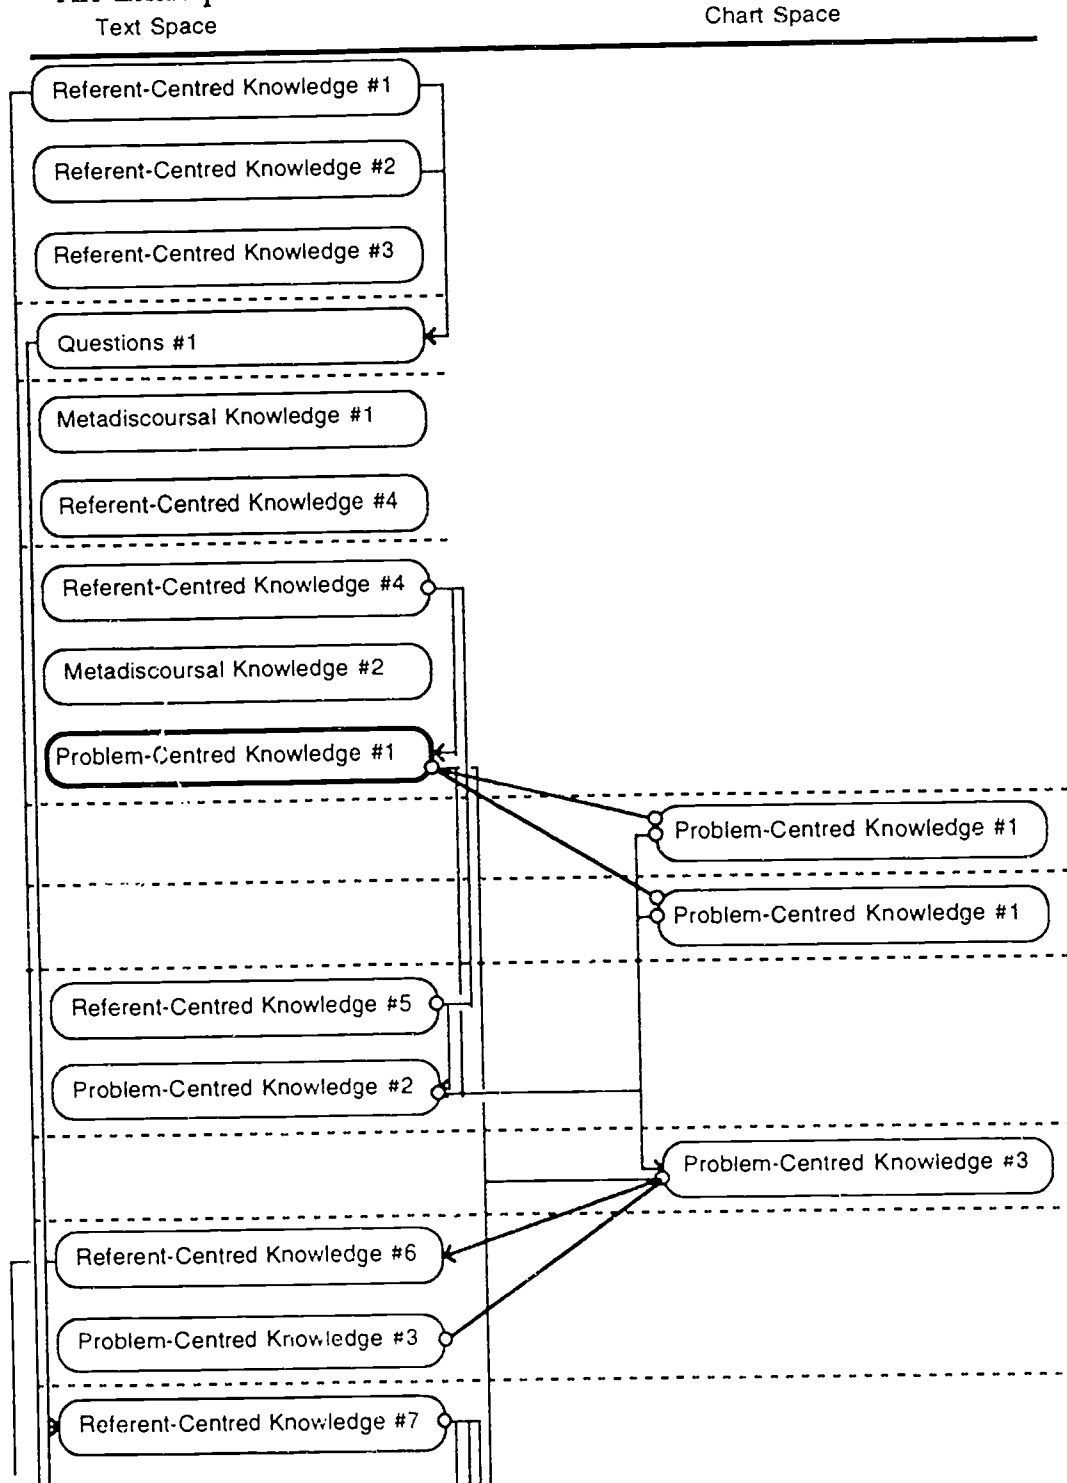 Text Space
Chart Space
Referent-Centred Knowledge #1
Referent-Centred Knowledge #2
Referent-Centred Knowledge #3
Questions #1
Metadiscoursal Knowledge #1
Referent-Centred Knowledge #4
Referent-Centred Knowledge #4
Metadiscoursal Knowledge #2
Problem-Centred Knowledge #1
Problem-Centred Knowledge #1
Problem-Centred Knowledge #1
Referent-Centred Knowledge #5
Problem-Centred Knowledge #2
Problem-Centred Knowledge #3
Referent-Centred Knowledge #6
Problem-Centred Knowledge #3
Referent-Centred Knowledge #7